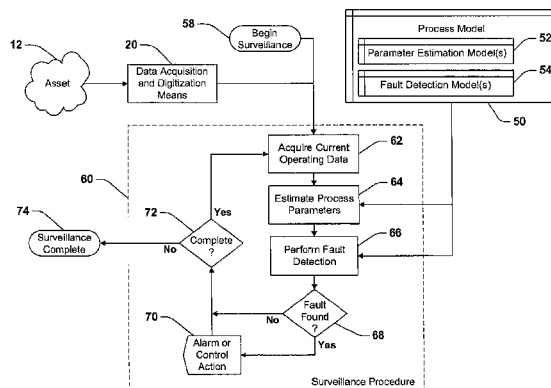 58
Begin
Surveillance
12
Asset
20
Data Acquisition
and Digitization
Means
Process Model
52
Parameter Estimation Model(s)
54
Fault Detection Model(s)
50
60
Acquire Current
Operating Data
62
Estimate Process
Parameters
64
Perform Fault
Detection
66
Fault
Found
?
68
No
Yas
70
Alarm or
Control
Action
72
Complete
?
Yes
No
74
Surveillance
Complete
Surveillance Procedure